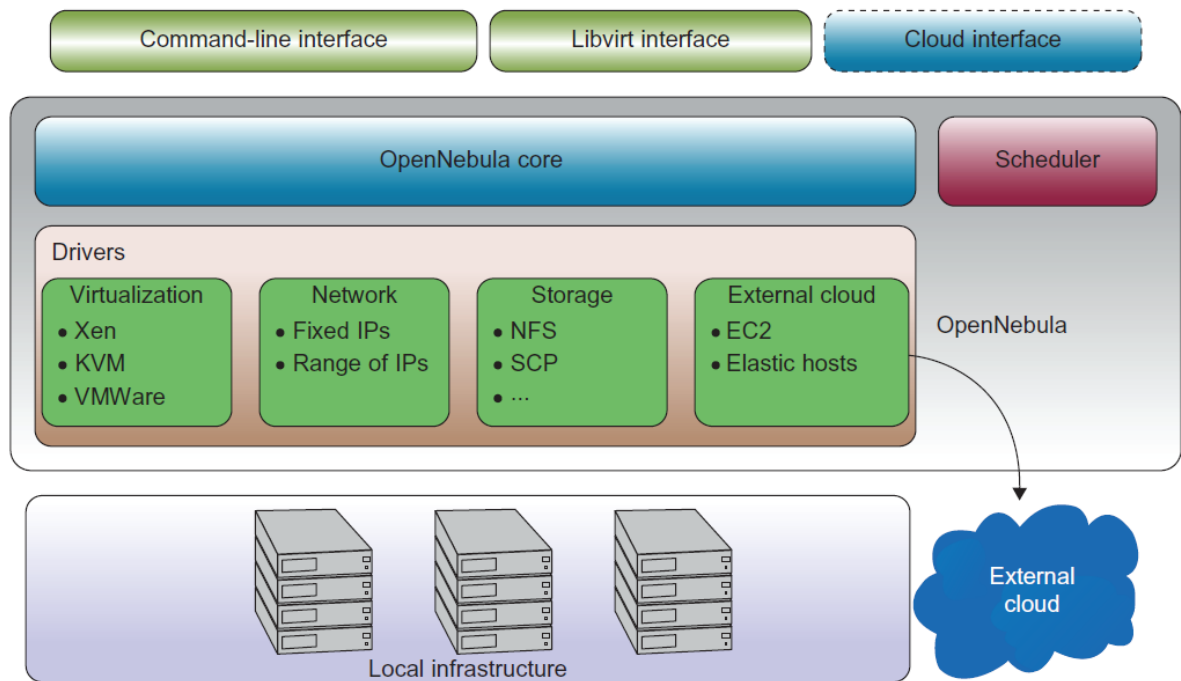 Command-line interface
Libvirt interface
Cloud interface
OpenNebula core
Scheduler
Drivers
Virtualization
• Xen
• KVM
• VMWare
Network
• Fixed IPs
• Range of IPs
Storage
• NFS
• SCP
• ...
External cloud
• EC2
• Elastic hosts
OpenNebula
Local infrastructure
External
cloud